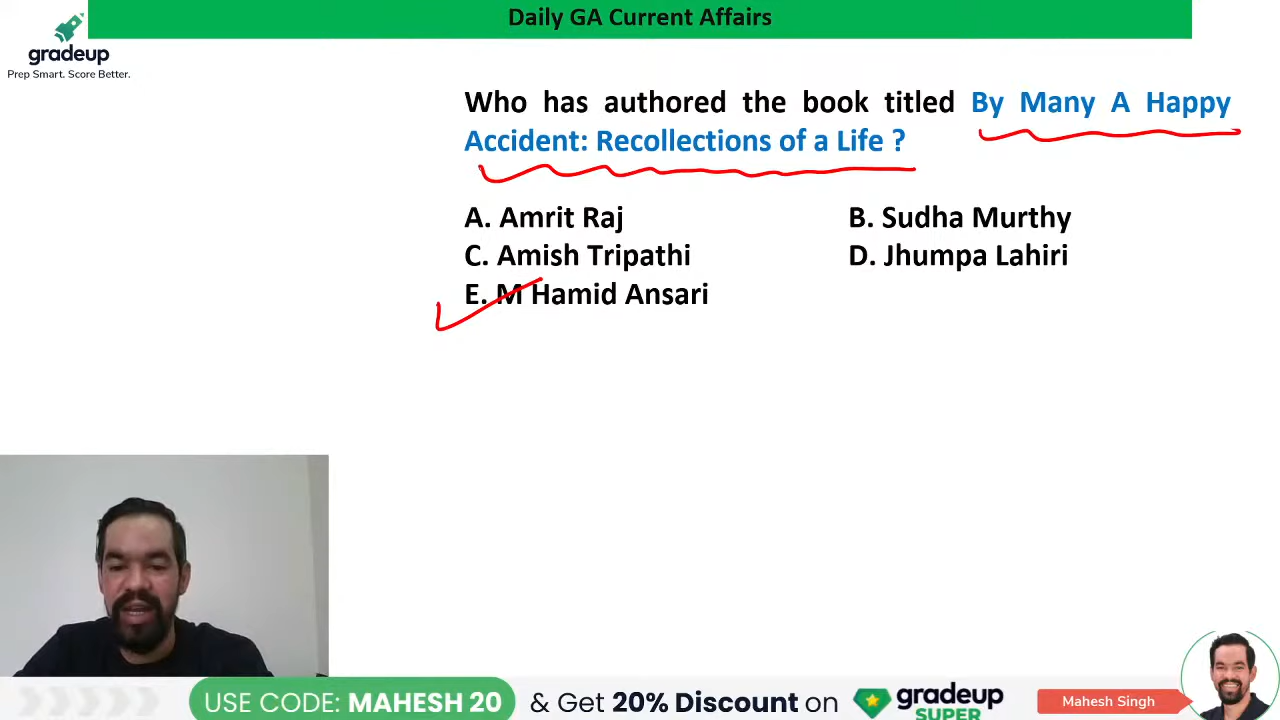 Daily GA Current Affairs
gradeup
Prep Smart. Score Better.
Who has authored the book titled By Many A Happy
Accident: Recollections of a Life ?
A. Amrit Raj
B. Sudha Murthy
C. Amish Tripathi
D. Jhumpa Lahiri
E. M Hamid Ansari
USE CODE: MAHESH 20 & Get 20% Discount on gradeup
SUPER
Mahesh Singh